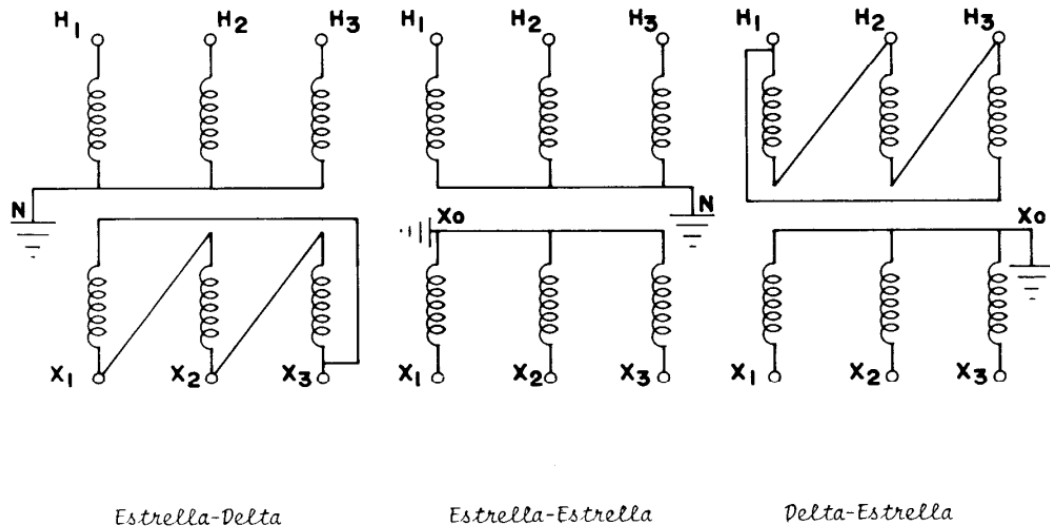 H1 H2 H3 H1 H2 H3 H1 H2 H3
N Xo N Xo
X1 X2 X3 X1 X2 X3 X1 X2 X3
Estrella-Delta Estrella-Estrella Delta-Estrella